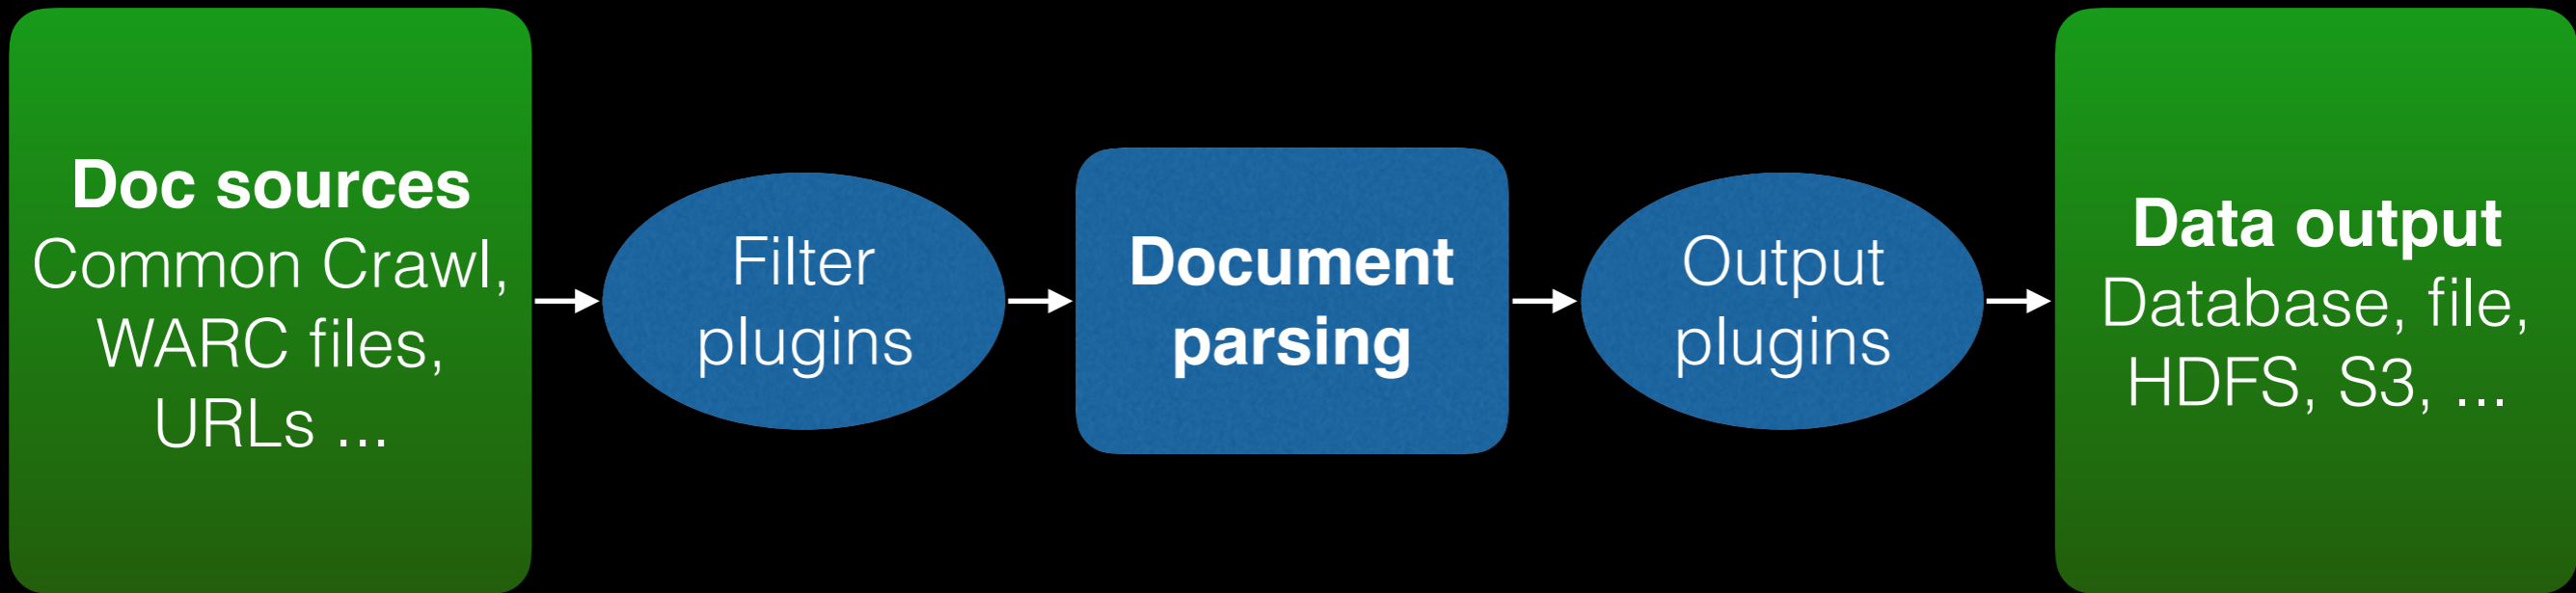 Doc sources
Common Crawl,
WARC files,
URLs ...
Filter
plugins
Document
parsing
Output
plugins
Data output
Database, file,
HDFS, S3, ...